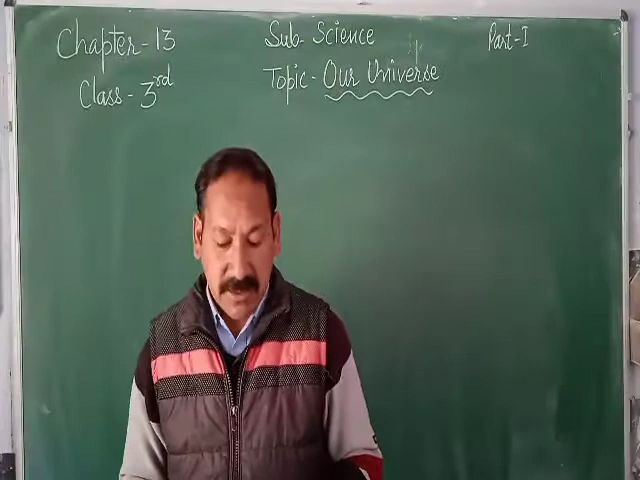 Chapter-13 Sub- Science Part-I
Class-3rd Topic- Our Universe